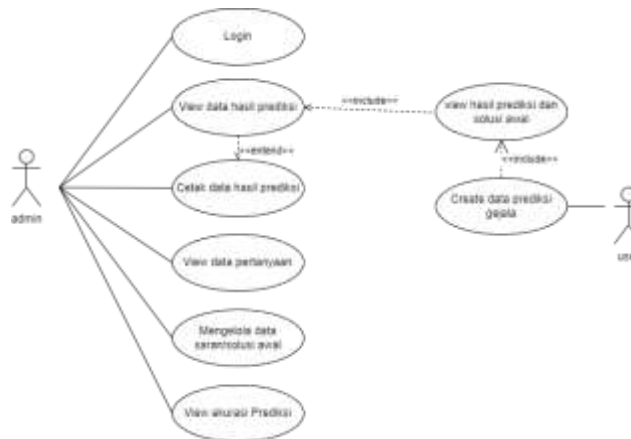 Login
View data hasil prediksi
<<include>>
view hasil prediksi dan
solusi awal
<<extend>>
<<include>>
Cetak data hasil prediksi
Create data prediksi
gejala
admin
View data pertanyaan
Mengelola data
saran/solusi awal
View akurasi Prediksi